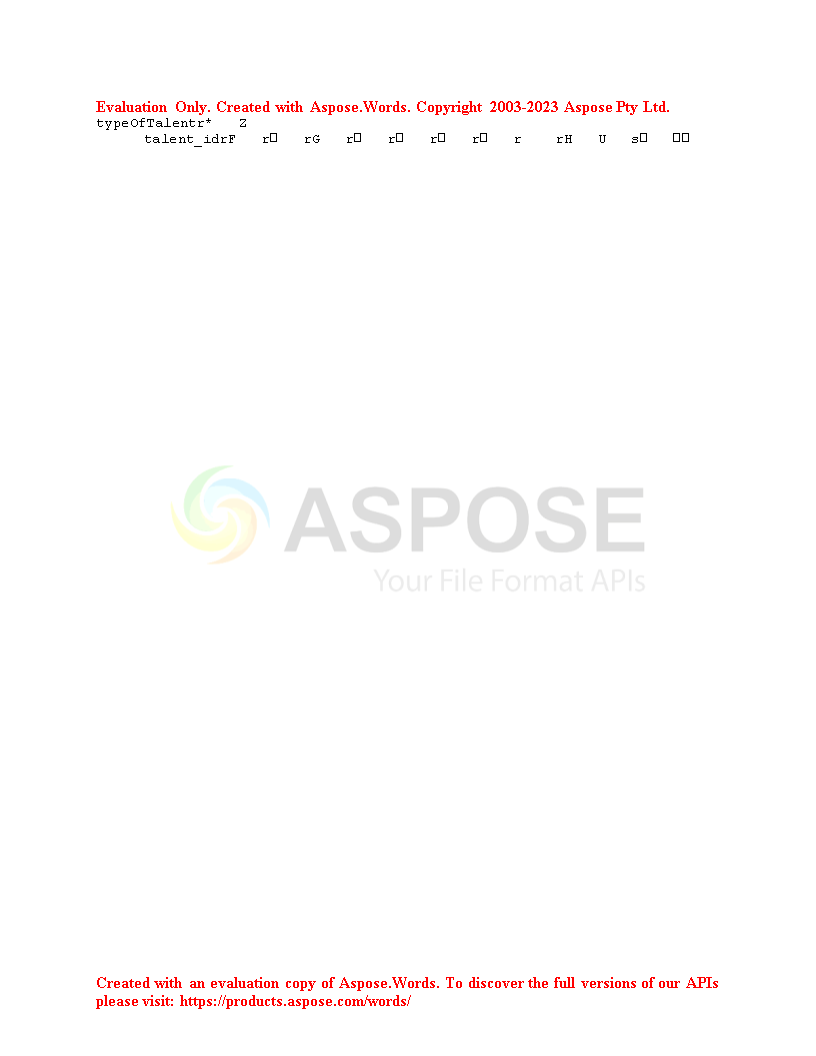 Evaluation Only. Created with Aspose.Words. Copyright 2003-2023 Aspose Pty Ltd.
typeOfTalentr* Z
talent_idrF r□ rG r□ r□ r□ r□ r rH U s□ □□
ASPOSE
Your File Format APIs
Created with an evaluation copy of Aspose.Words. To discover the full versions of our APIs
please visit: https://products.aspose.com/words/